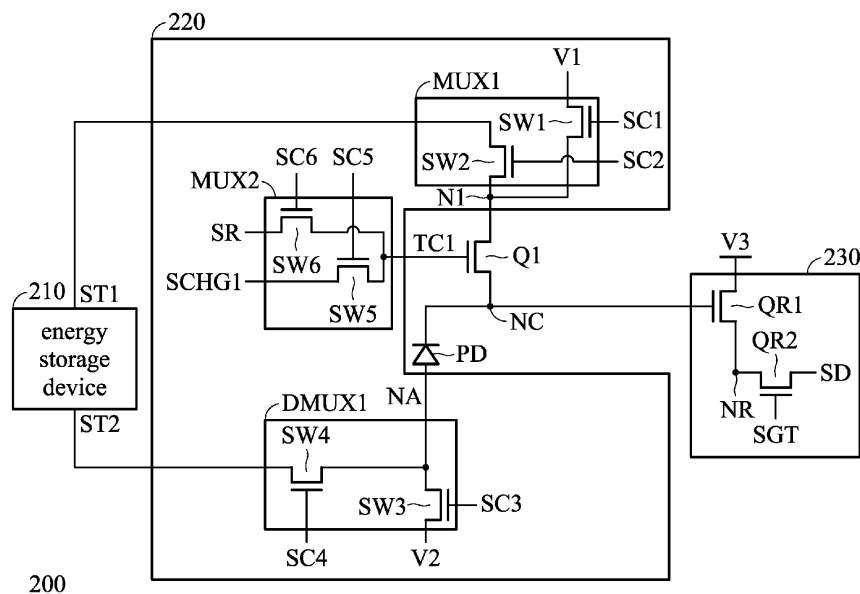 220
V1
MUX1
SW1
SC1
SW2
SC2
SC6
SC5
MUX2
N1
SR
TC1
SW6
Q1
V3
230
SCHG1
SW5
210
ST1
NC
QR1
energy
storage
device
PD
QR2
SD
NA
NR
ST2
DMUX1
SGT
SW4
SW3
SC3
SC4
V2
200